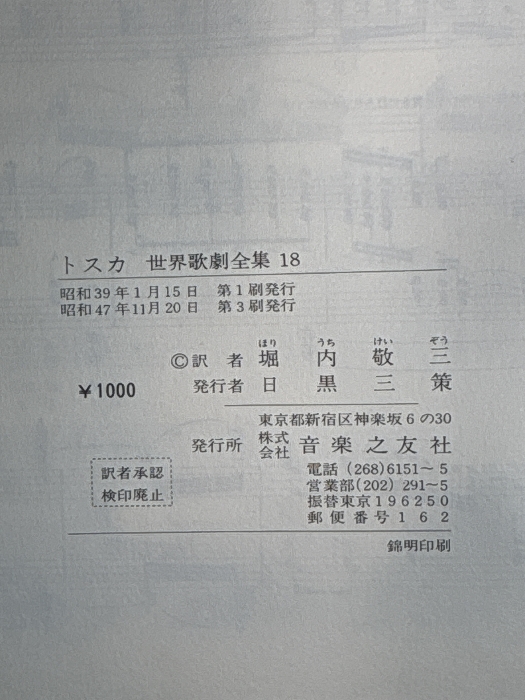 トスカ 世界歌劇全集 18
昭和39年1月15日 第1刷発行
昭和47年11月20日 第3刷発行
ほり うち けい ぞう
©訳者 堀内敬三
¥1000
発行者 日黒三策
東京都新宿区神楽坂6の30
発行所 株式会社 音楽之友社
訳者承認
検印廃止
電話(268)6151〜5
営業部(202)291〜5
振替東京196250
郵便番号162
錦明印刷